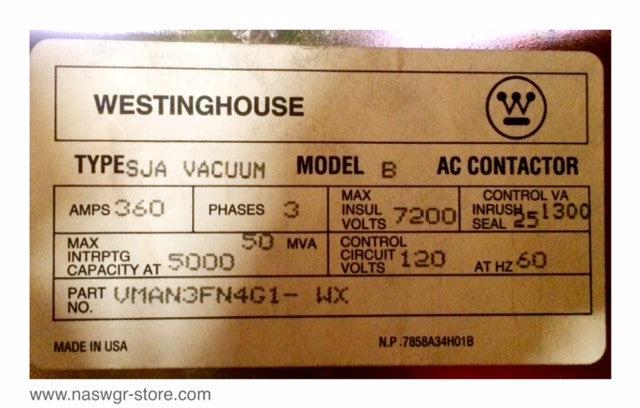 WESTINGHOUSE
W
TYPE SJA VACUUM MODEL B AC CONTACTOR
AMPS 360
PHASES 3
MAX
INSUL
VOLTS 7200
CONTROL VA
INRUSH 1300
SEAL 25
MAX
INTRPTG
CAPACITY AT 5000
50 MVA
CONTROL
CIRCUIT
VOLTS 120
AT HZ 60
PART
NO. VMAN3FN4G1- WX
MADE IN USA
N.P .7858A34H01B
www.naswgr-store.com